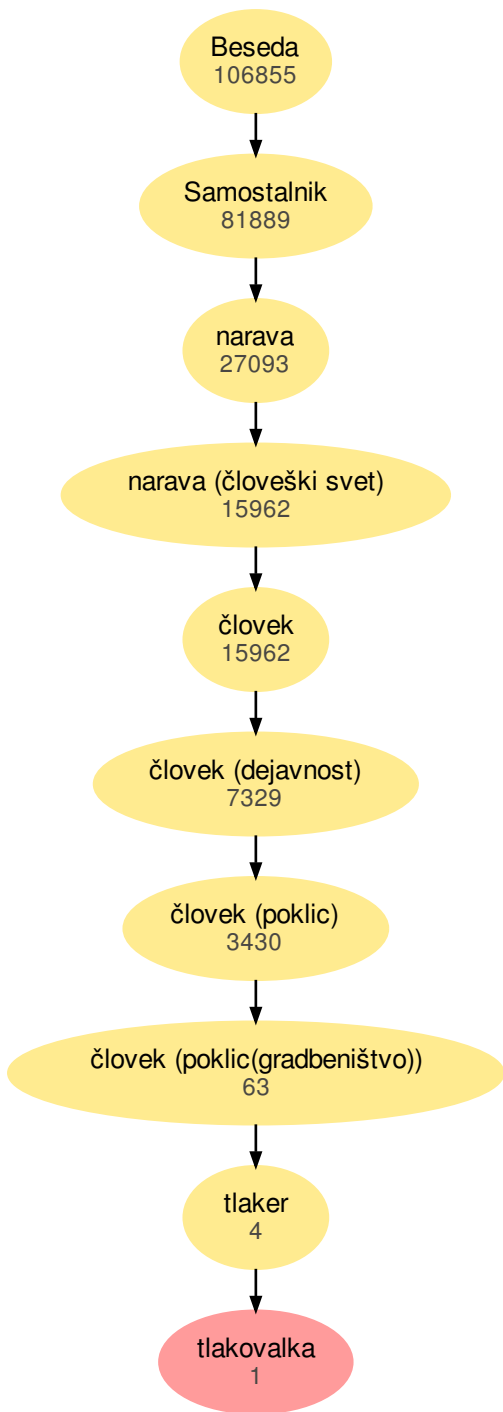 Beseda
106855
Samostalnik
81889
narava
27093
narava (človeški svet)
15962
človek
15962
človek (dejavnost)
7329
človek (poklic)
3430
človek (poklic(gradbeništvo))
63
tlaker
4
tlakovalka
1